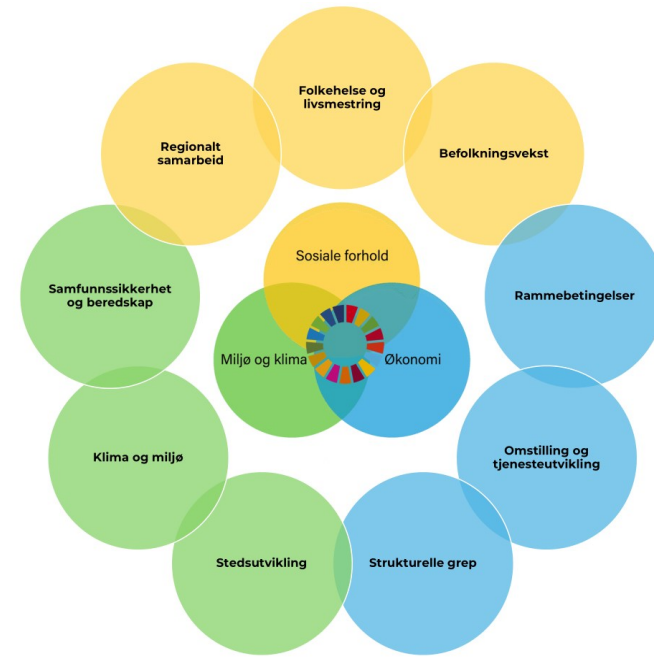 Folkehelse og
livsmestring
Regionalt
samarbeid
Befolkningsvekst
Sosiale forhold
Samfunnssikkerhet
og beredskap
Rammebetingelser
Miljø og klima
Økonomi
Klima og miljø
Omstilling og
tjenesteutvikling
Stedsutvikling
Strukturelle grep